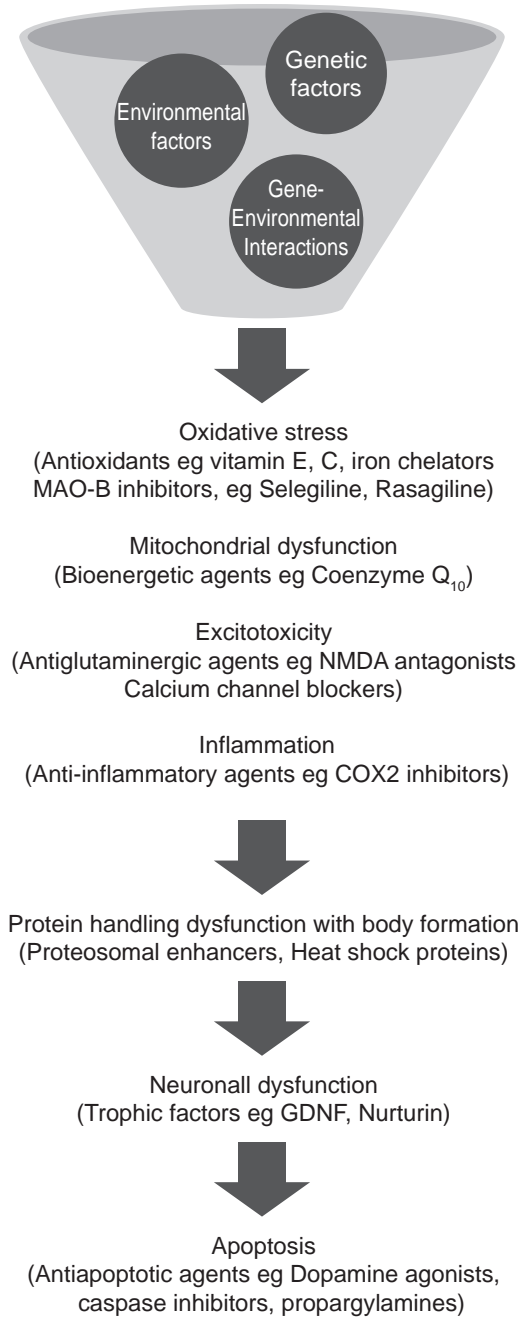 Genetic
factors
Environmental
factors
Gene-
Environmental
Interactions
Oxidative stress
(Antioxidants eg vitamin E, C, iron chelators
MAO-B inhibitors, eg Selegiline, Rasagiline)
Mitochondrial dysfunction
(Bioenergetic agents eg Coenzyme Q10)
Excitotoxicity
(Antiglutaminergic agents eg NMDA antagonists
Calcium channel blockers)
Inflammation
(Anti-inflammatory agents eg COX2 inhibitors)
Protein handling dysfunction with body formation
(Proteosomal enhancers, Heat shock proteins)
Neuronall dysfunction
(Trophic factors eg GDNF, Nurturin)
Apoptosis
(Antiapoptotic agents eg Dopamine agonists,
caspase inhibitors, propargylamines)